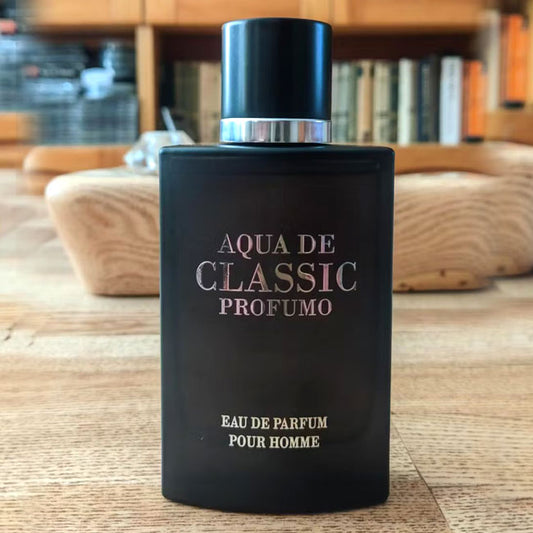 AQUA DE
CLASSIC
PROFUMO
EAU DE PARFUM
POUR HOMME